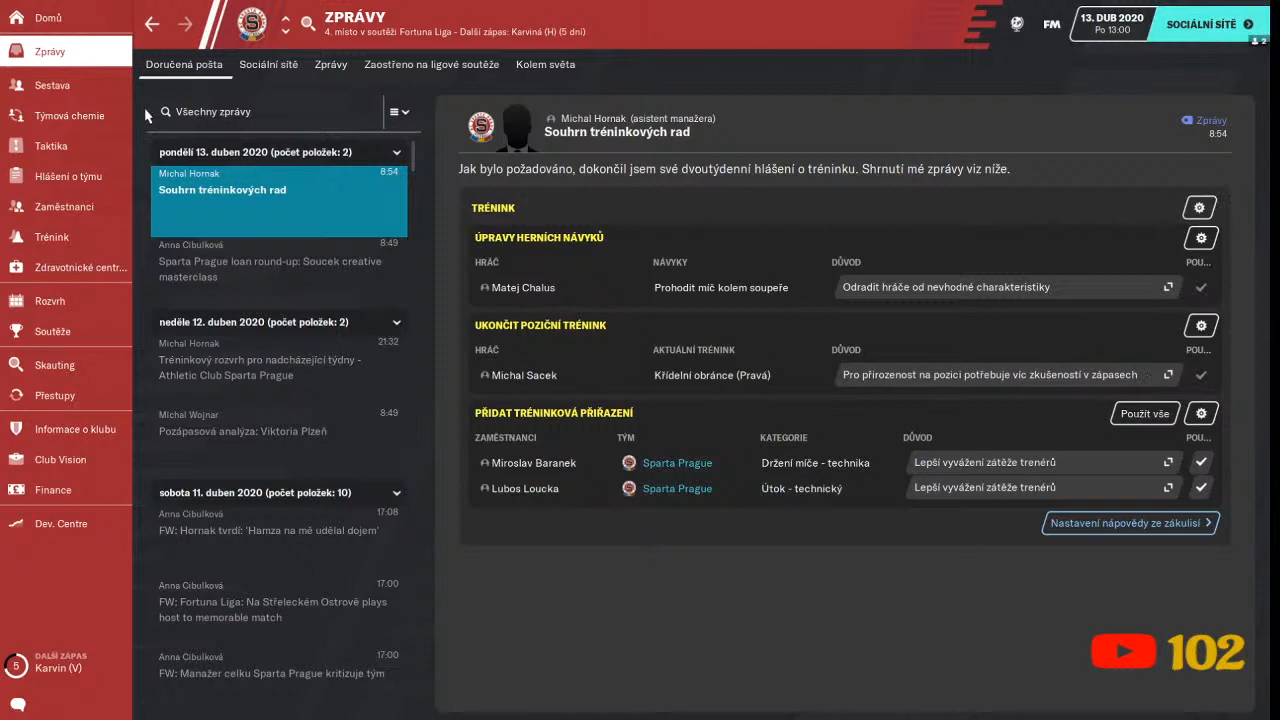 Domů
Zprávy
Sestava
Týmová chemie
Taktika
Hlášení o týmu
Zaměstnanci
Trénink
Zdravotnické centr...
Rozvrh
Soutěže
Skauting
Přestupy
Informace o klubu
Club Vision
Finance
Dev. Centre
5
DALŠÍ ZÁPAS
Karvin (V)
ZPRÁVY
4. místo v soutěži Fortuna Liga - Další zápas: Karviná (H) (5 dni)
FM
13. DUB 2020
Po 13:00
SOCIÁLNÍ SÍTĚ
2
Doručená pošta
Sociální sítě
Zprávy
Zaostřeno na ligové soutěže
Kolem světa
Všechny zprávy
pondělí 13. duben 2020 (počet položek: 2)
Michal Hornak 8:54
Souhrn tréninkových rad
Anna Cibulková 8:49
Sparta Prague loan round-up: Soucek creative
masterclass
neděle 12. duben 2020 (počet položek: 2)
Michal Hornak 21:32
Tréninkový rozvrh pro nadcházející týdny -
Athletic Club Sparta Prague
Michal Wojnar 8:49
Pozápasová analýza: Viktoria Plzeň
sobota 11. duben 2020 (počet položek: 10)
Anna Cibulková 17:08
FW: Hornak tvrdí: 'Hamza na mě udělal dojem'
Anna Cibulková 17:00
FW: Fortuna Liga: Na Střeleckém Ostrově plays
host to memorable match
Anna Cibulková 17:00
FW: Manažer celku Sparta Prague kritizuje tým
Michal Hornak (asistent manažera)
Souhrn tréninkových rad
Zprávy
8:54
Jak bylo požadováno, dokončil jsem své dvoutýdenní hlášení o tréninku. Shrnutí mé zprávy viz níže.
TRÉNINK
ÚPRAVY HERNÍCH NÁVYKŮ
HRÁČ NÁVYKY DŮVOD POU...
Matej Chalus Prohodit míč kolem soupeře Odradit hráče od nevhodné charakteristiky
UKONČIT POZIČNÍ TRÉNINK
HRÁČ AKTUÁLNÍ TRÉNINK DŮVOD POU...
Michal Sacek Křídelní obránce (Pravá) Pro přirozenost na pozici potřebuje víc zkušeností v zápasech
PŘIDAT TRÉNINKOVÁ PŘIŘAZENÍ
Použít vše
ZAMĚSTNANCI TÝM KATEGORIE DŮVOD POU...
Miroslav Baranek Sparta Prague Držení míče - technika Lepší vyvážení zátěže trenérů
Lubos Loucka Sparta Prague Útok - technický Lepší vyvážení zátěže trenérů
Nastavení nápovědy ze zákulisí
102